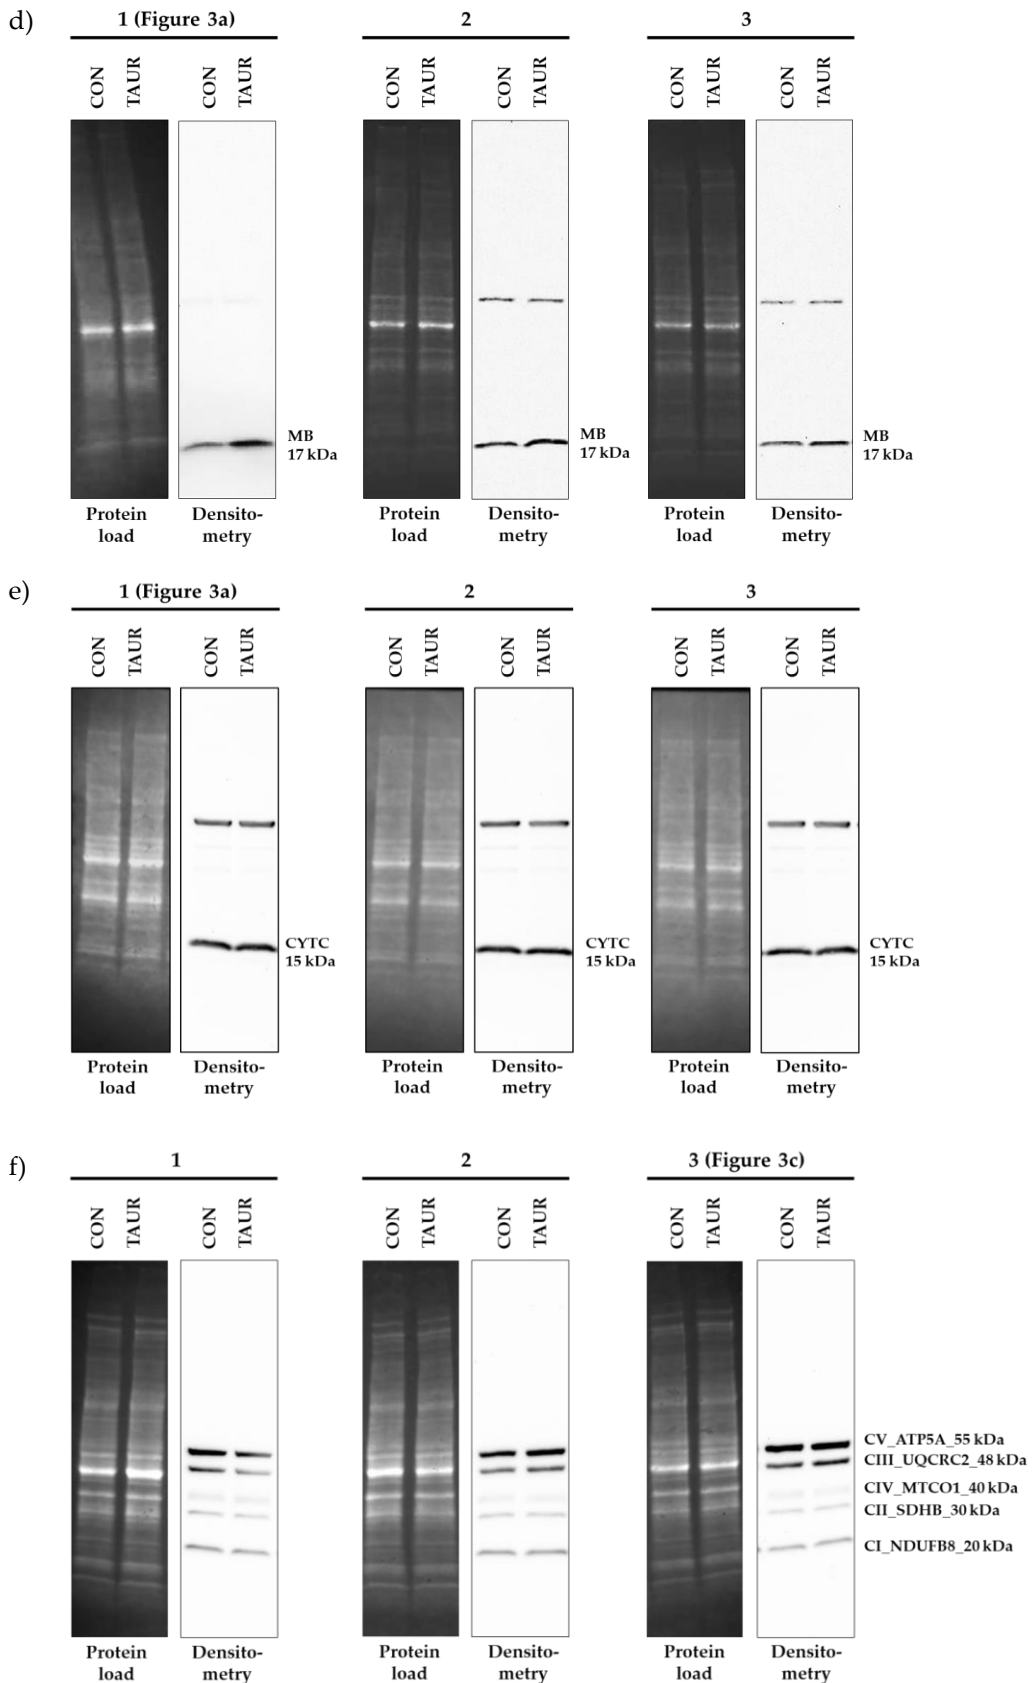 d)
1 (Figure 3a)
2
3
CON
TAUR
CON
TAUR
CON
TAUR
CON
TAUR
CON
TAUR
CON
TAUR
MB
17 kDa
MB
17 kDa
MB
17 kDa
Protein
load
Densito-
metry
Protein
load
Densito-
metry
Protein
load
Densito-
metry
e)
1 (Figure 3a)
2
3
CON
TAUR
CON
TAUR
CON
TAUR
CON
TAUR
CON
TAUR
CON
TAUR
CYTC
15 kDa
CYTC
15 kDa
CYTC
15 kDa
Protein
load
Densito-
metry
Protein
load
Densito-
metry
Protein
load
Densito-
metry
f)
1
2
3 (Figure 3c)
CON
TAUR
CON
TAUR
CON
TAUR
CON
TAUR
CON
TAUR
CON
TAUR
CV_ATP5A_55 kDa
CIII_UQCRC2_48 kDa
CIV_MTCO1_40 kDa
CII_SDHB_30 kDa
CI_NDUFB8_20 kDa
Protein
load
Densito-
metry
Protein
load
Densito-
metry
Protein
load
Densito-
metry